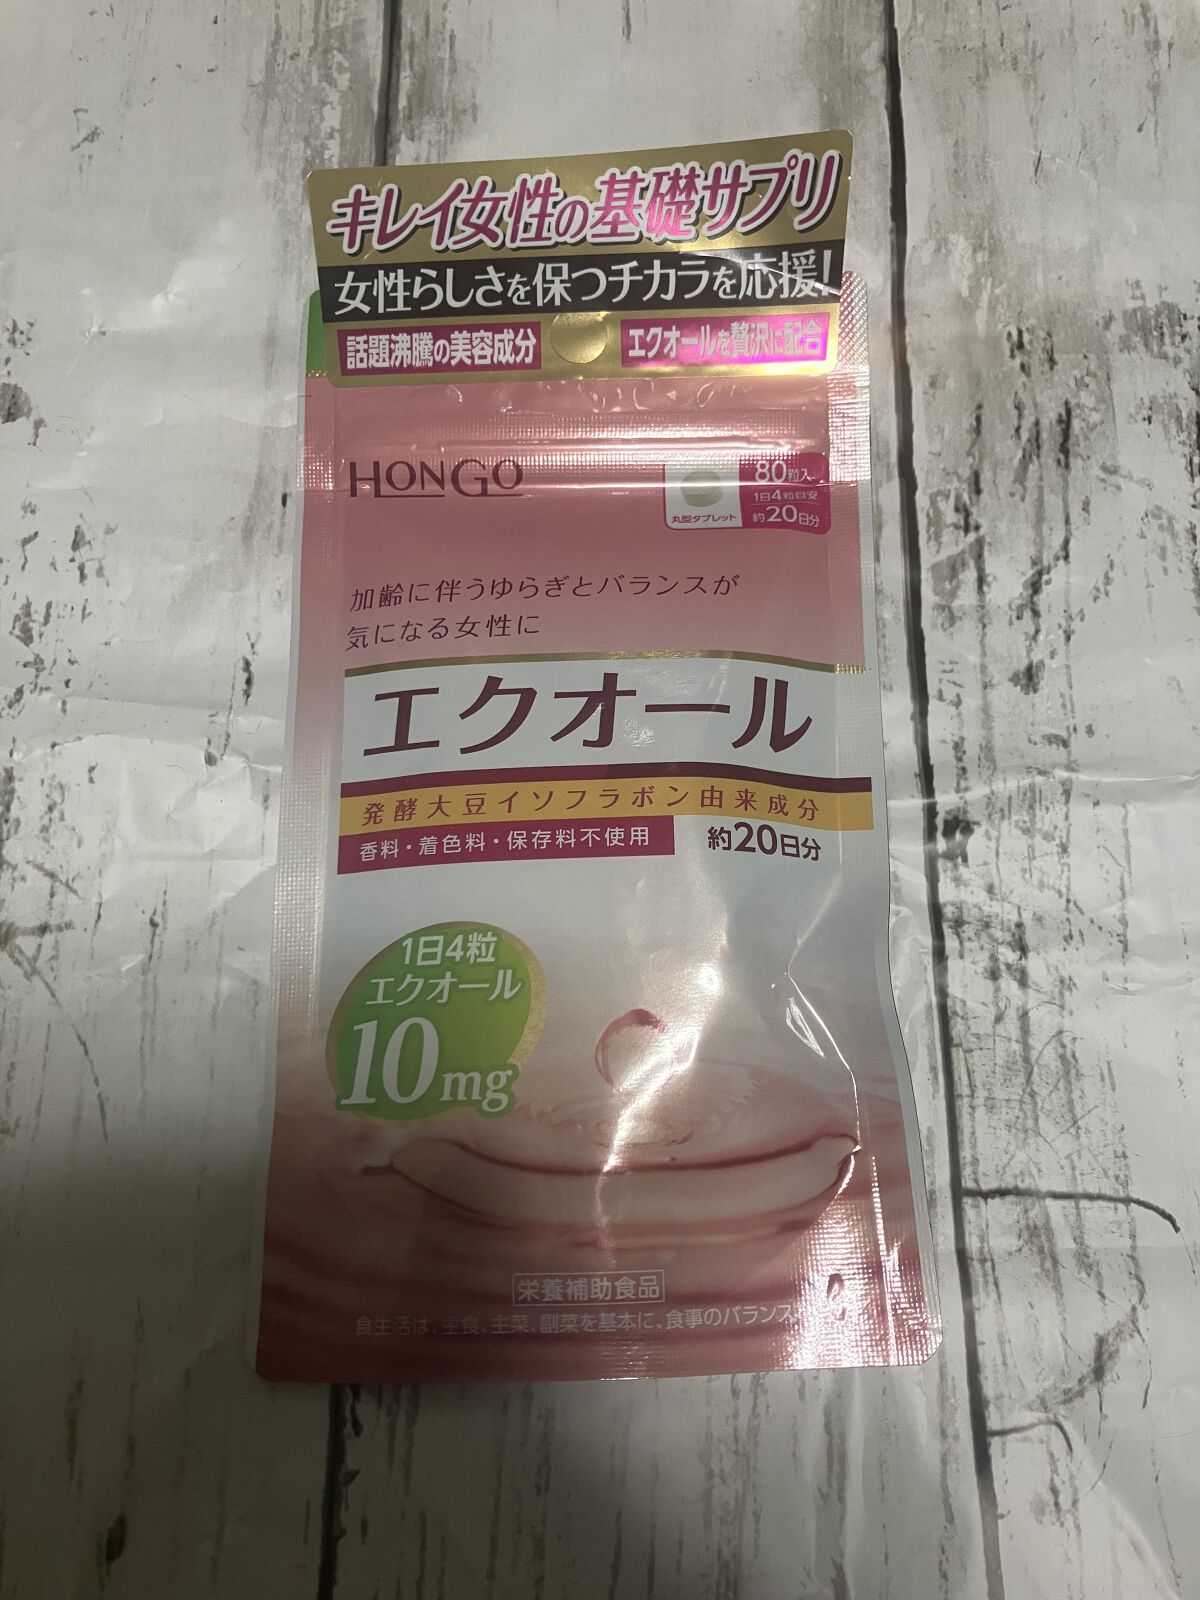 キレイ女性の基礎サプリ
女性らしさを保つチカラを応援!
話題沸騰の美容成分
エクオールを贅沢に配合
HONGO
80粒入
1日4粒目安
約20日分
丸型タブレット
加齢に伴うゆらぎとバランスが
気になる女性に
エクオール
発酵大豆イソフラボン由来成分
香料・着色料・保存料不使用
約20日分
1日4粒
エクオール
10mg
栄養補助食品
食生活は、主食、主菜、副菜を基本に、食事のバランス